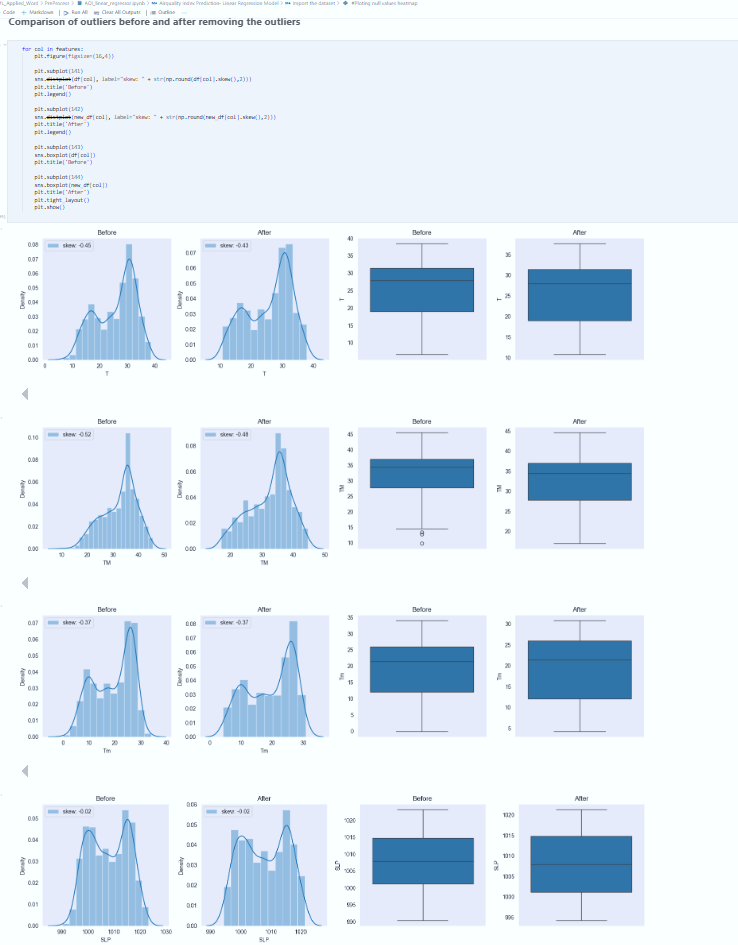 L_Applied_Work > PreProcess > AQI_linear_regressor.ipynb > Airquality index Prediction- Linear Regression Model > import the dataset > #Ploting null values heatmap
Code + Markdown | Run All Clear All Outputs | Outline ...
Comparison of outliers before and after removing the outliers
for col in features:
plt.figure(figsize=(16,4))
plt.subplot(141)
sns.distplot(df[col], label="skew: " + str(np.round(df[col].skew(),2)))
plt.title('Before')
plt.legend()
plt.subplot(142)
sns.distplot(new_df[col], label="skew: " + str(np.round(new_df[col].skew(),2)))
plt.title('After')
plt.legend()
plt.subplot(143)
sns.boxplot(df[col])
plt.title('Before')
plt.subplot(144)
sns.boxplot(new_df[col])
plt.title('After')
plt.tight_layout()
plt.show()
Before After Before After
skew: -0.45 skew: -0.43
Density Density T T
0.08 0.07 0.06 0.05 0.04 0.03 0.02 0.01 0.00
0.07 0.06 0.05 0.04 0.03 0.02 0.01 0.00
40 35 30 25 20 15 10
35 30 25 20 15 10
0 10 20 30 40
10 20 30 40
T T
Before After Before After
skew: -0.52 skew: -0.48
Density Density TM TM
0.10 0.08 0.06 0.04 0.02 0.00
0.08 0.06 0.04 0.02 0.00
45 40 35 30 25 20 15 10
45 40 35 30 25 20
10 20 30 40 50
20 30 40 50
TM TM
Before After Before After
skew: -0.37 skew: -0.37
Density Density Tm Tm
0.07 0.06 0.05 0.04 0.03 0.02 0.01 0.00
0.08 0.07 0.06 0.05 0.04 0.03 0.02 0.01 0.00
35 30 25 20 15 10 5 0
30 25 20 15 10 5
0 10 20 30 40
0 10 20 30
Tm Tm
Before After Before After
skew: -0.02 skew: -0.02
Density Density SLP SLP
0.05 0.04 0.03 0.02 0.01 0.00
0.06 0.05 0.04 0.03 0.02 0.01 0.00
1020 1015 1010 1005 1000 995 990
1020 1015 1010 1005 1000 995
990 1000 1010 1020 1030
990 1000 1010 1020
SLP SLP